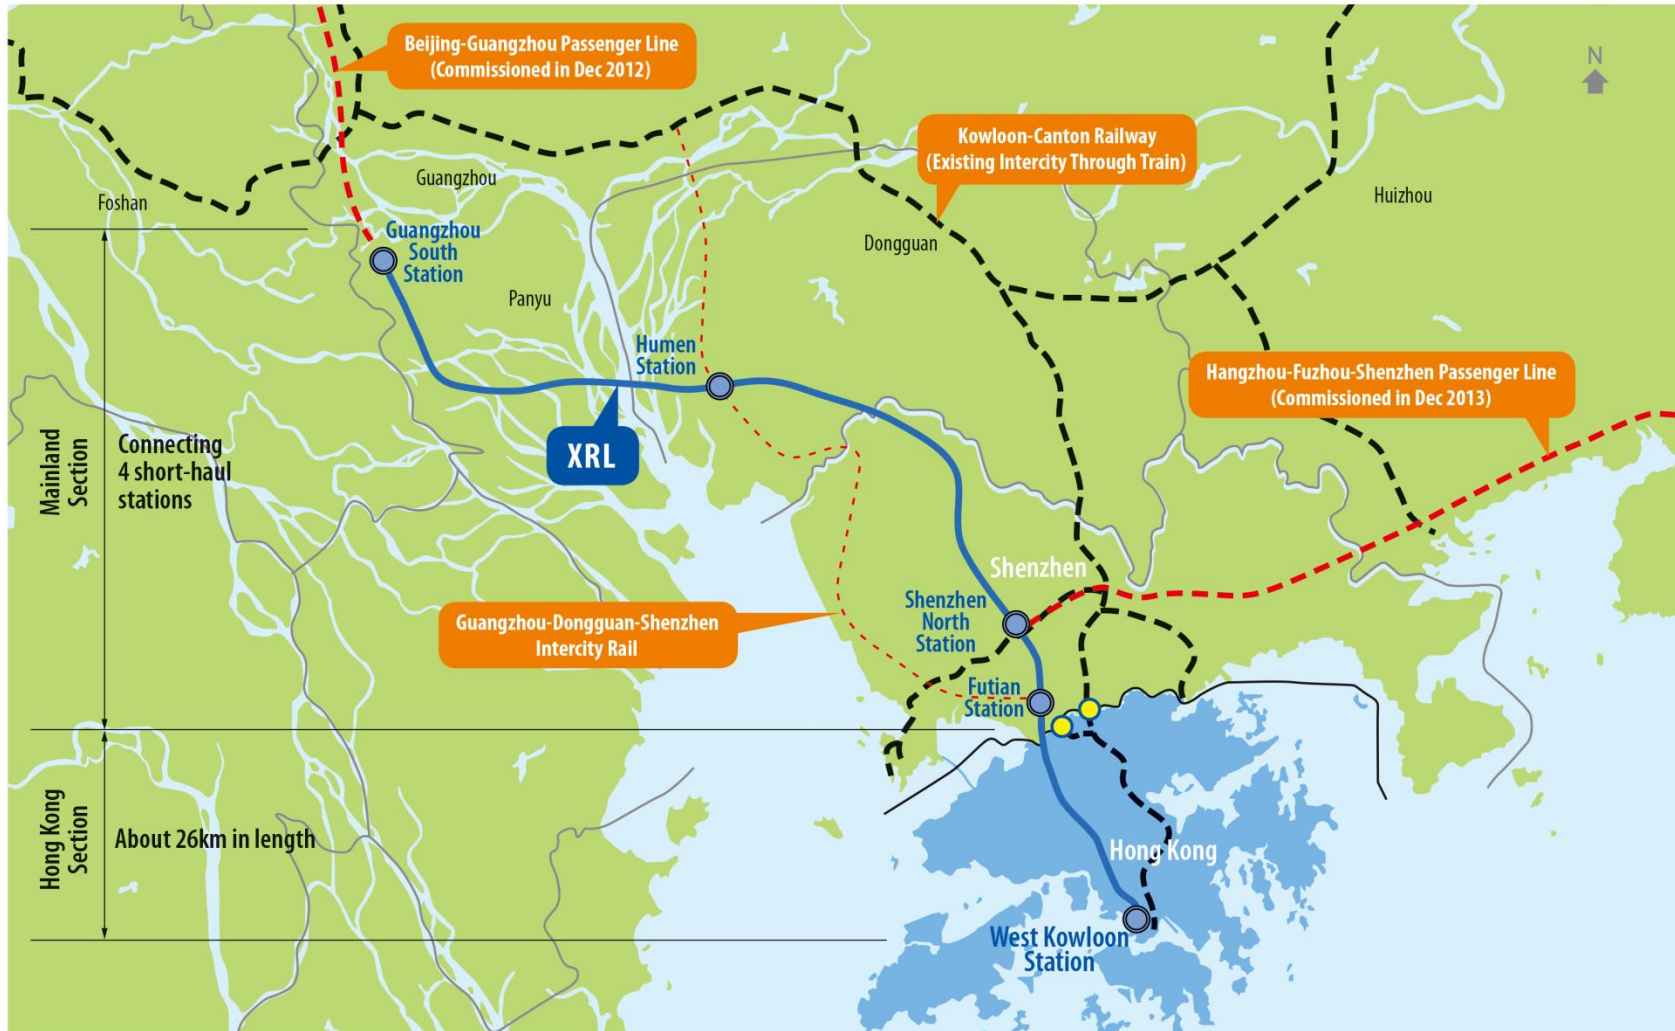 Beijing-Guangzhou Passenger Line
(Commissioned in Dec 2012)
N
Kowloon-Canton Railway
(Existing Intercity Through Train)
Guangzhou
Foshan
Huizhou
Guangzhou
South
Station
Dongguan
Panyu
Humen
Station
Hangzhou-Fuzhou-Shenzhen Passenger Line
(Commissioned in Dec 2013)
XRL
Mainland
Section
Connecting
4 short-haul
stations
Shenzhen
Shenzhen
North
Station
Guangzhou-Dongguan-Shenzhen
Intercity Rail
Futian
Station
Hong Kong
Section
About 26km in length
Hong Kong
West Kowloon
Station